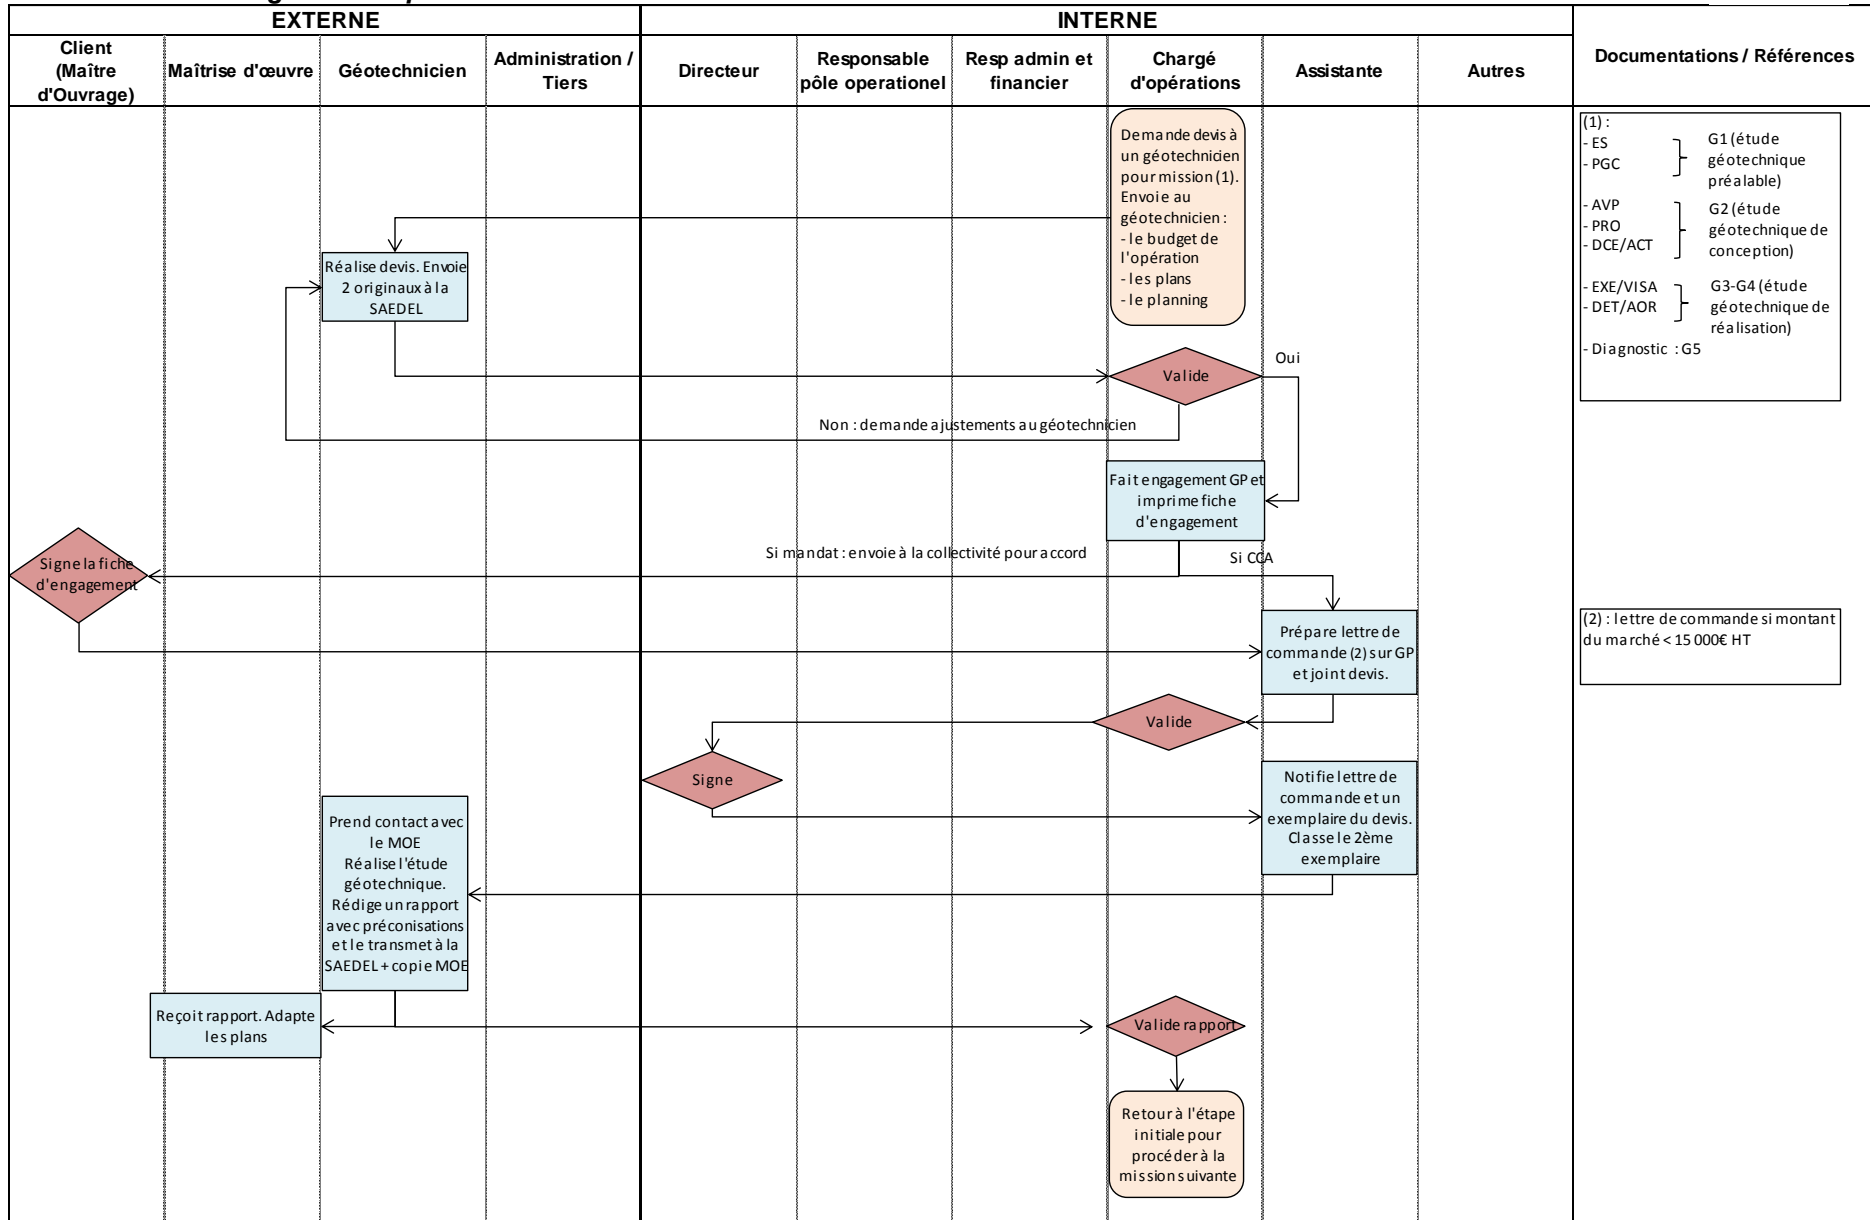 EXTERNE
INTERNE
Client
(Maître
d'Ouvrage)
Maîtrise d'œuvre
Géotechnicien
Administration /
Tiers
Directeur
Responsable
pôle operationel
Resp admin et
financier
Chargé
d'opérations
Assistante
Autres
Documentations / Références
Demande devis à
un géotechnicien
pour mission (1).
Envoie au
géotechnicien :
- le budget de
l'opération
- les plans
- le planning
(1) :
- ES
- PGC
G1 (étude
géotechnique
préalable)
- AVP
- PRO
- DCE/ACT
G2 (étude
géotechnique de
conception)
- EXE/VISA
- DET/AOR
G3-G4 (étude
géotechnique de
réalisation)
- Diagnostic : G5
Réalise devis. Envoie
2 originaux à la
SAEDEL
Valide
Oui
Non : demande ajustements au géotechnicien
Fait engagement GP et
imprime fiche
d'engagement
Si mandat : envoie à la collectivité pour accord
Si CCA
Signe la fiche
d'engagement
Prépare lettre de
commande (2) sur GP
et joint devis.
(2) : lettre de commande si montant
du marché < 15 000€ HT
Valide
Signe
Notifie lettre de
commande et un
exemplaire du devis.
Classe le 2ème
exemplaire
Prend contact avec
le MOE
Réalise l'étude
géotechnique.
Rédige un rapport
avec préconisations
et le transmet à la
SAEDEL + copie MOE
Reçoit rapport. Adapte
les plans
Valide rapport
Retour à l'étape
initiale pour
procéder à la
mission suivante